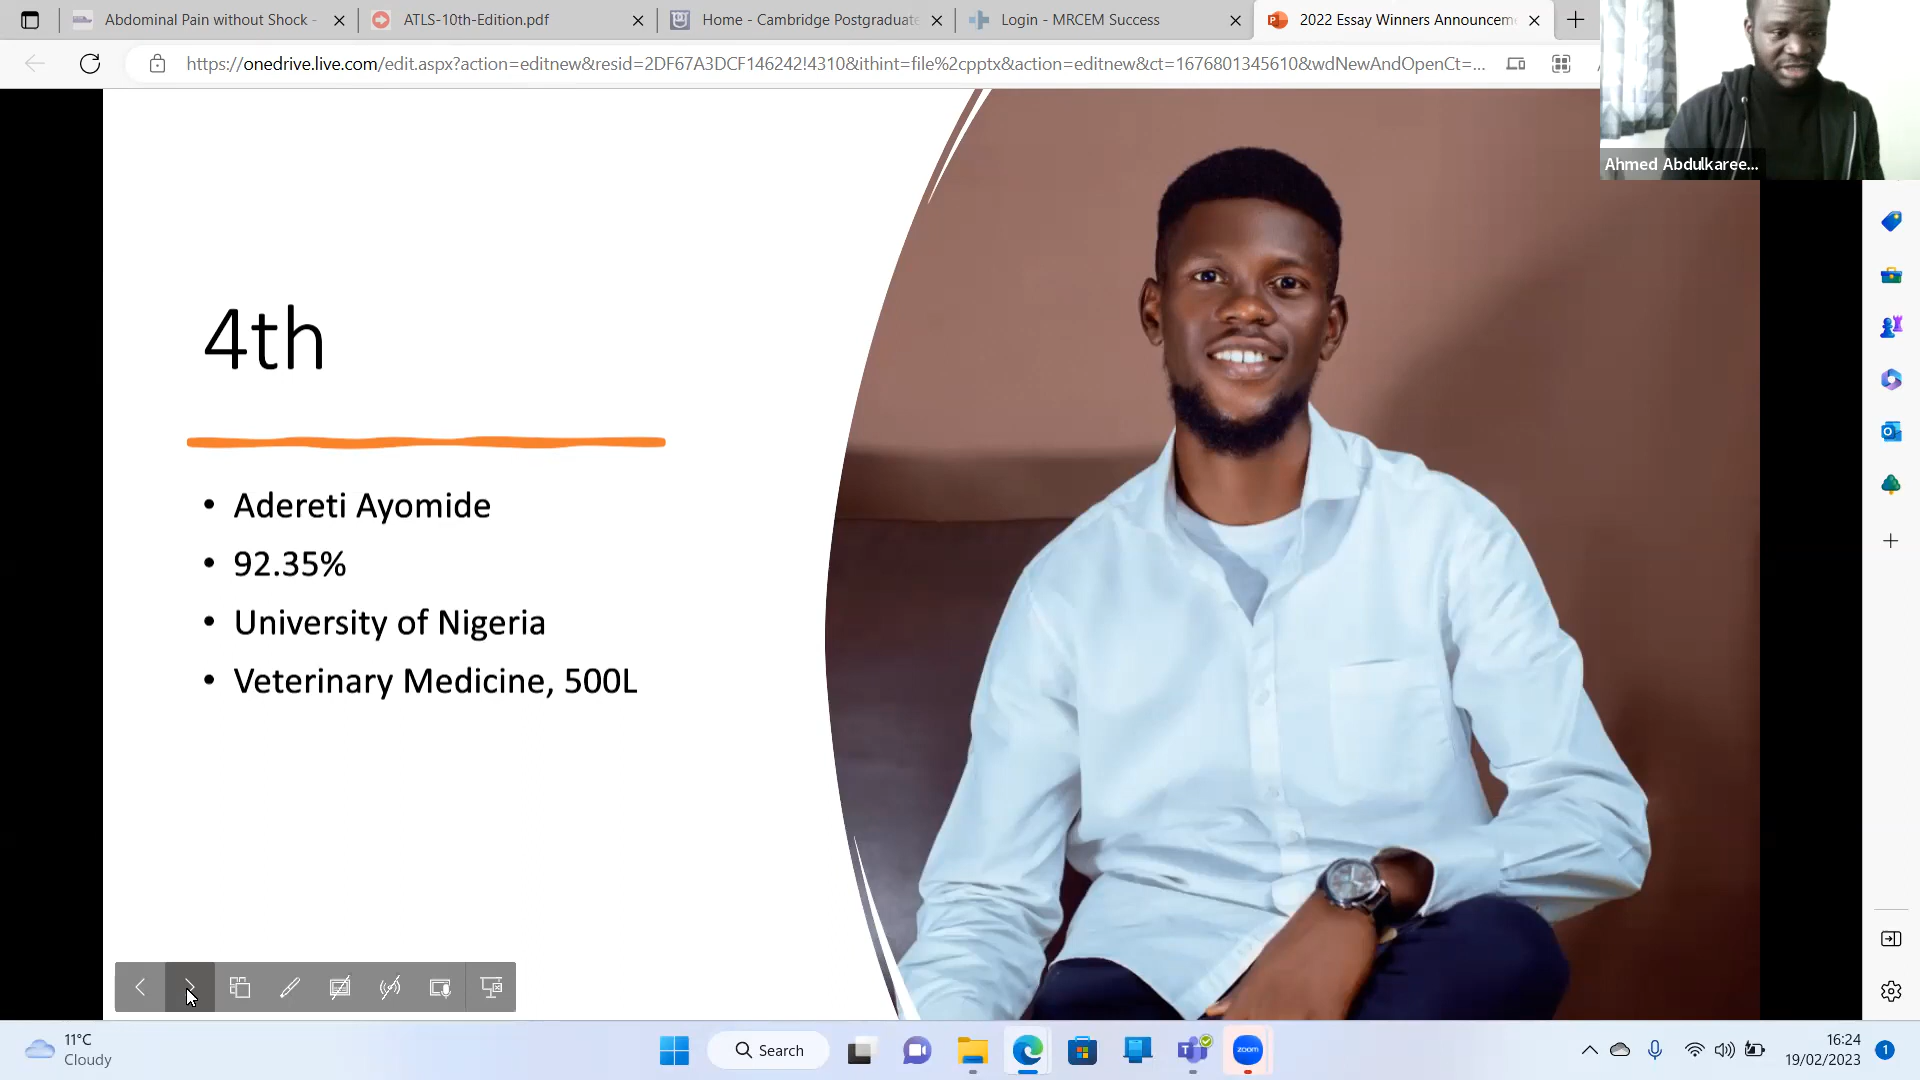 Abdominal Pain without Shock -
ATLS-10th-Edition.pdf
Home - Cambridge Postgraduate
Login - MRCEM Success
2022 Essay Winners Announcem
https://onedrive.live.com/edit.aspx?action=editnew&resid=2DF67A3DCF146242!4310&ithint=file%2cpptx&action=editnew&ct=1676801345610&wdNewAndOpenCt=...
Ahmed Abdulkaree...
4th
• Adereti Ayomide
• 92.35%
• University of Nigeria
• Veterinary Medicine, 500L
11°C
Cloudy
Search
zoom
16:24
19/02/2023
1